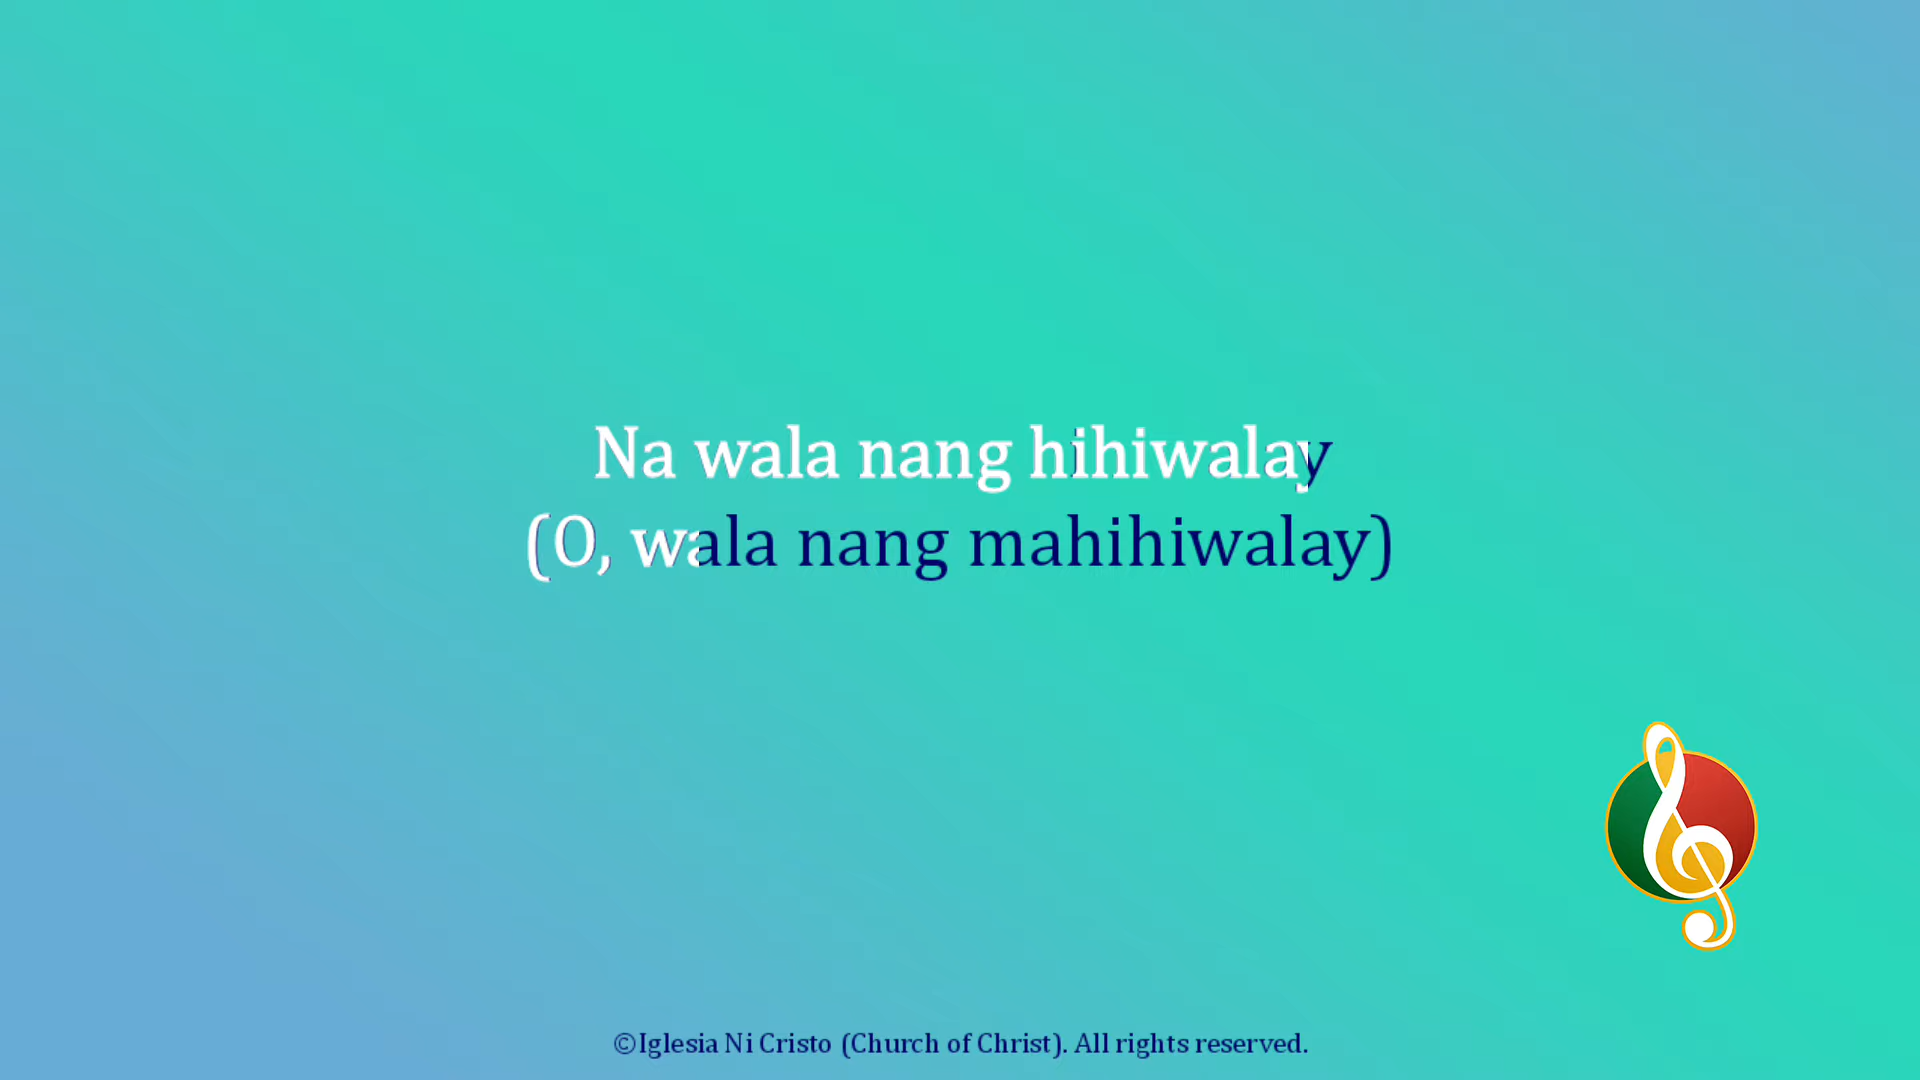 Na wala nang hihiwalay
(O, wala nang mahihiwalay)
©Iglesia Ni Cristo (Church of Christ). All rights reserved.